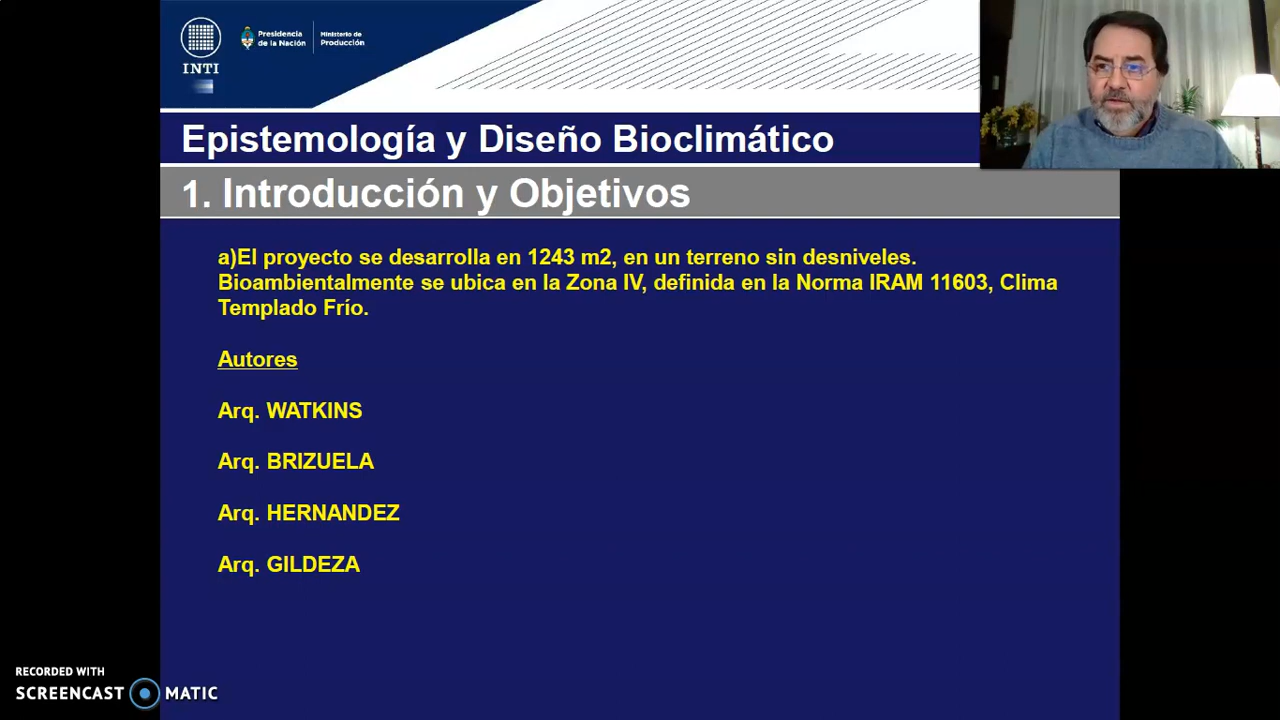 INTI
Presidencia
de la Nación
Ministerio de
Producción
Epistemología y Diseño Bioclimático
1. Introducción y Objetivos
a)El proyecto se desarrolla en 1243 m2, en un terreno sin desniveles.
Bioambientalmente se ubica en la Zona IV, definida en la Norma IRAM 11603, Clima
Templado Frío.
Autores
Arq. WATKINS
Arq. BRIZUELA
Arq. HERNANDEZ
Arq. GILDEZA
RECORDED WITH
SCREENCAST MATIC